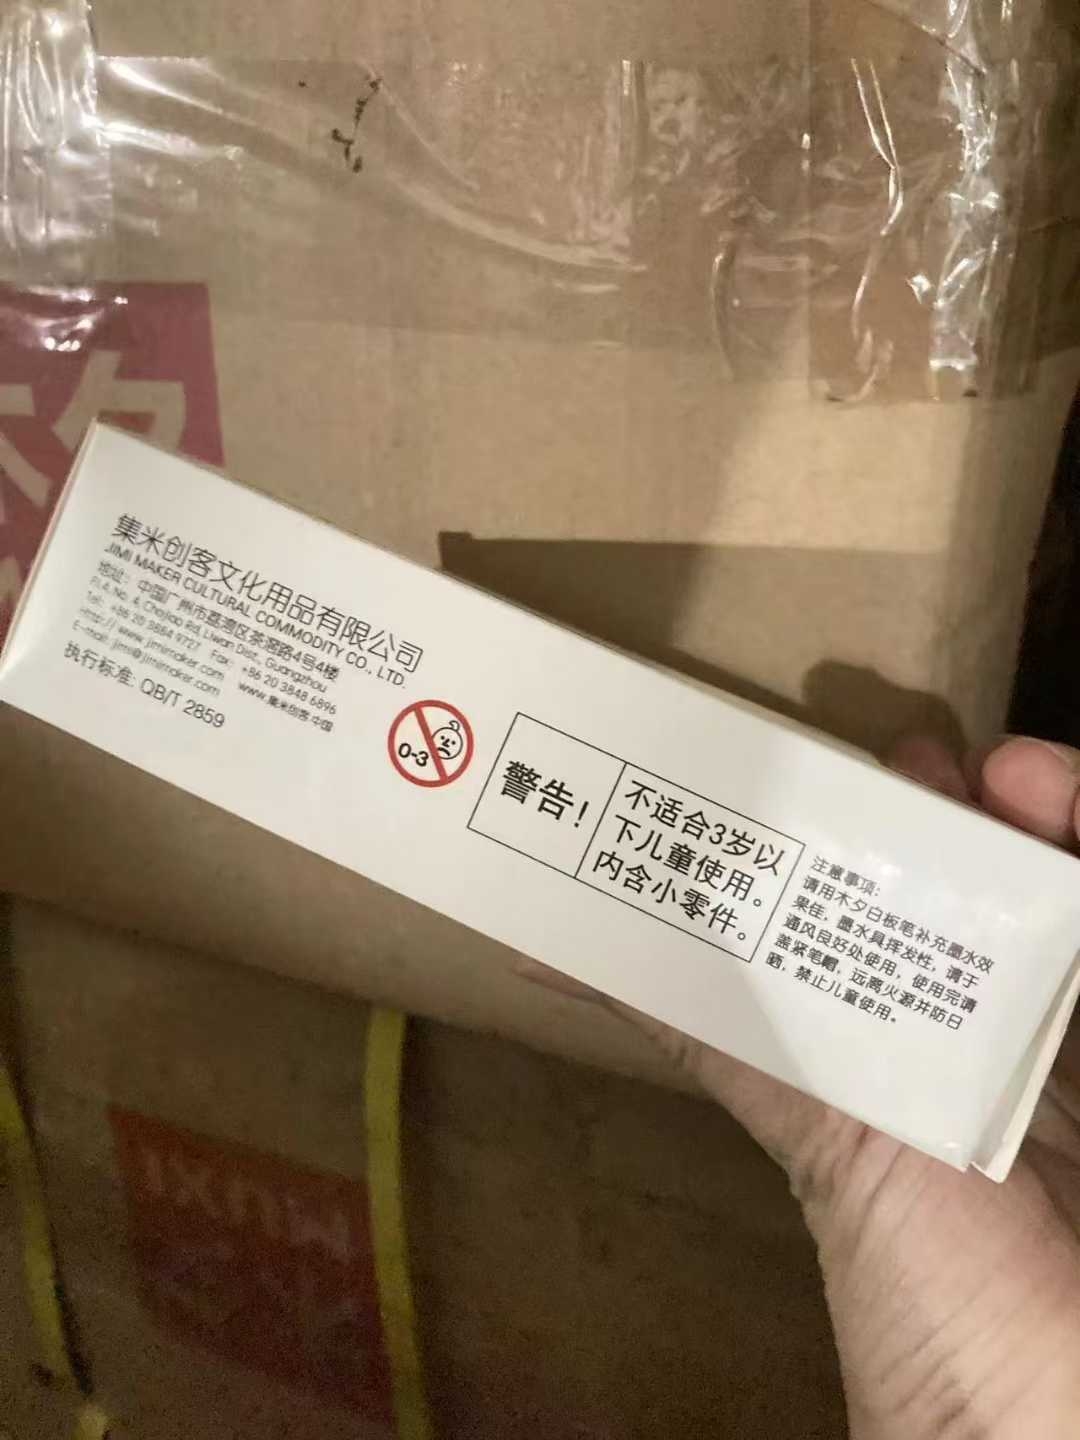 集米创客文化用品有限公司
JIMI MAKER CULTURAL COMMODITY CO., LTD.
地址：中国广州市荔湾区茶滘路4号4楼
Fl.4, No. 4, Chajiao Rd, Liwan Dist., Guangzhou
Tel: +86 20 3884 9727 Fax: +86 20 3848 6896
Http:// www.jimimaker.com www.集米创客.中国
E-mail: jimi@jimimaker.com
执行标准: QB/T 2859
0-3
警告！
不适合3岁以
下儿童使用。
内含小零件。
注意事项：
请用木夕白板笔补充墨水效
果佳，墨水具挥发性，请于
通风良好处使用，使用完请
盖紧笔帽，远离火源并防日
晒，禁止儿童使用。
木夕
MUXI